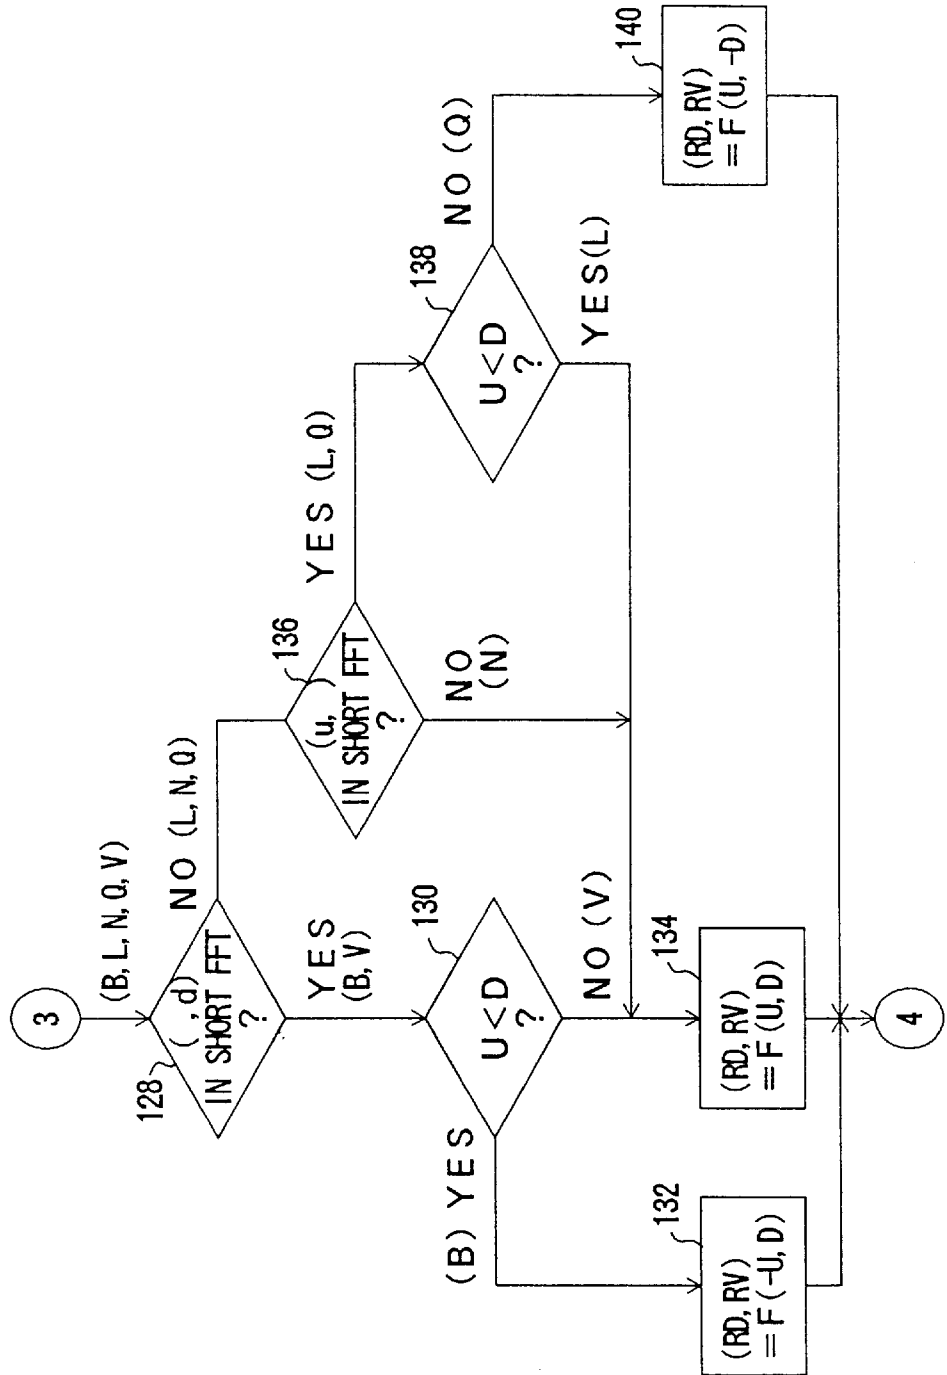 3
(B, L, N, Q, V)
128
( , d)
IN SHORT FFT
?
NO (L, N, Q)
YES
(B, V)
136
(u, )
IN SHORT FFT
?
YES (L, Q)
NO
(N)
138
U<D
?
NO (Q)
YES(L)
130
U<D
?
(B) YES
NO (V)
132
(RD, RV)
=F (-U, D)
134
(RD, RV)
=F (U, D)
140
(RD, RV)
=F (U, -D)
4